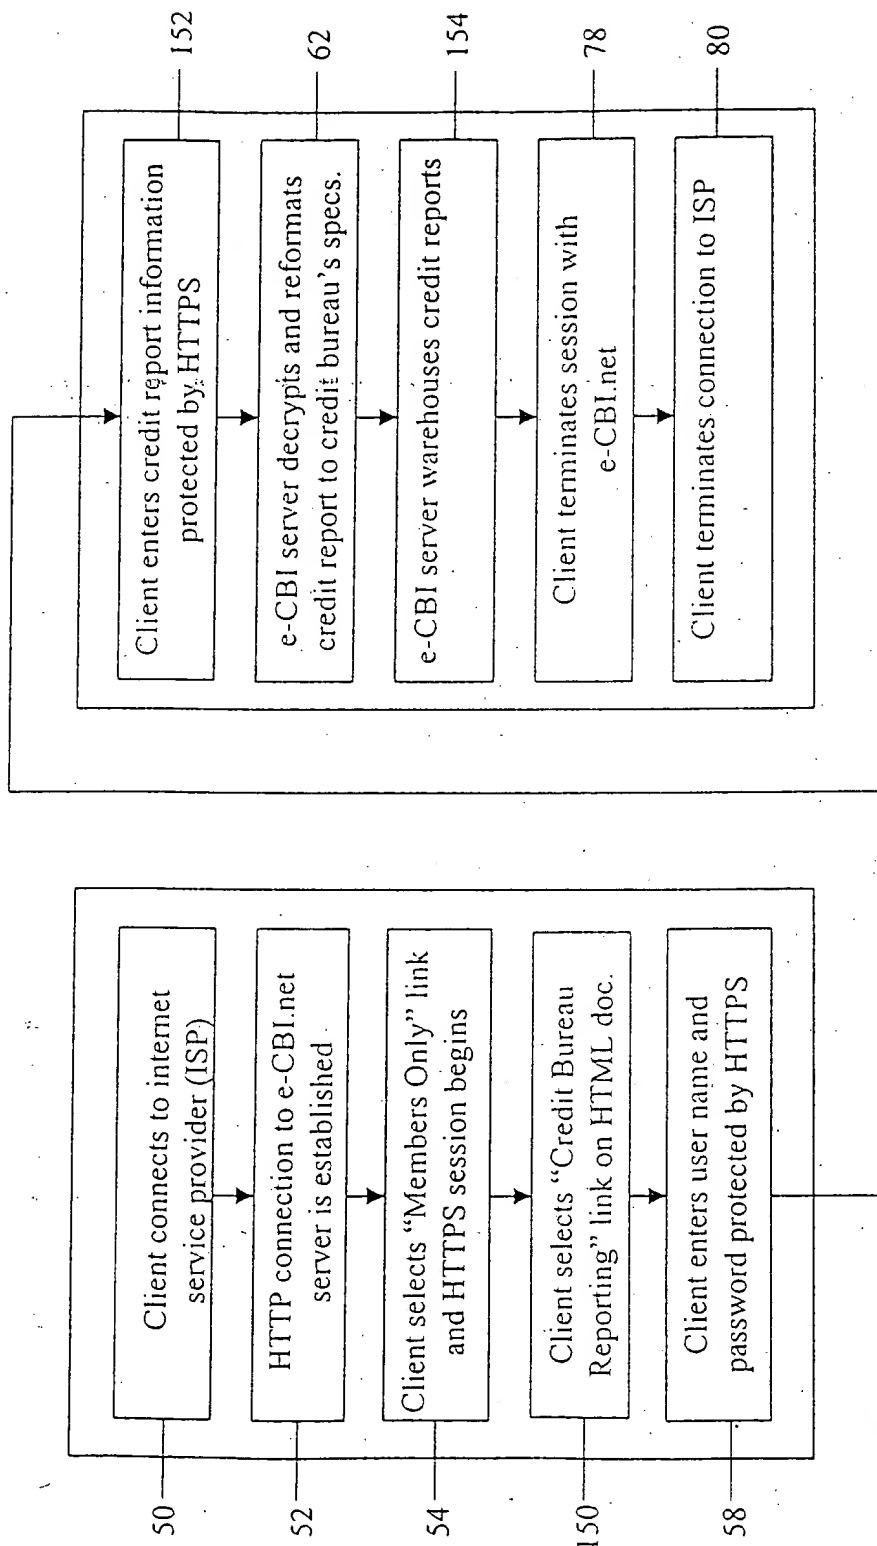 50
Client connects to internet
service provider (ISP)
52
HTTP connection to e-CBI.net
server is established
54
Client selects “Members Only” link
and HTTPS session begins
150
Client selects “Credit Bureau
Reporting” link on HTML doc.
58
Client enters user name and
password protected by HTTPS
152
Client enters credit report information
protected by HTTPS
62
e-CBI server decrypts and reformats
credit report to credit bureau’s specs.
154
e-CBI server warehouses credit reports
78
Client terminates session with
e-CBI.net
80
Client terminates connection to ISP